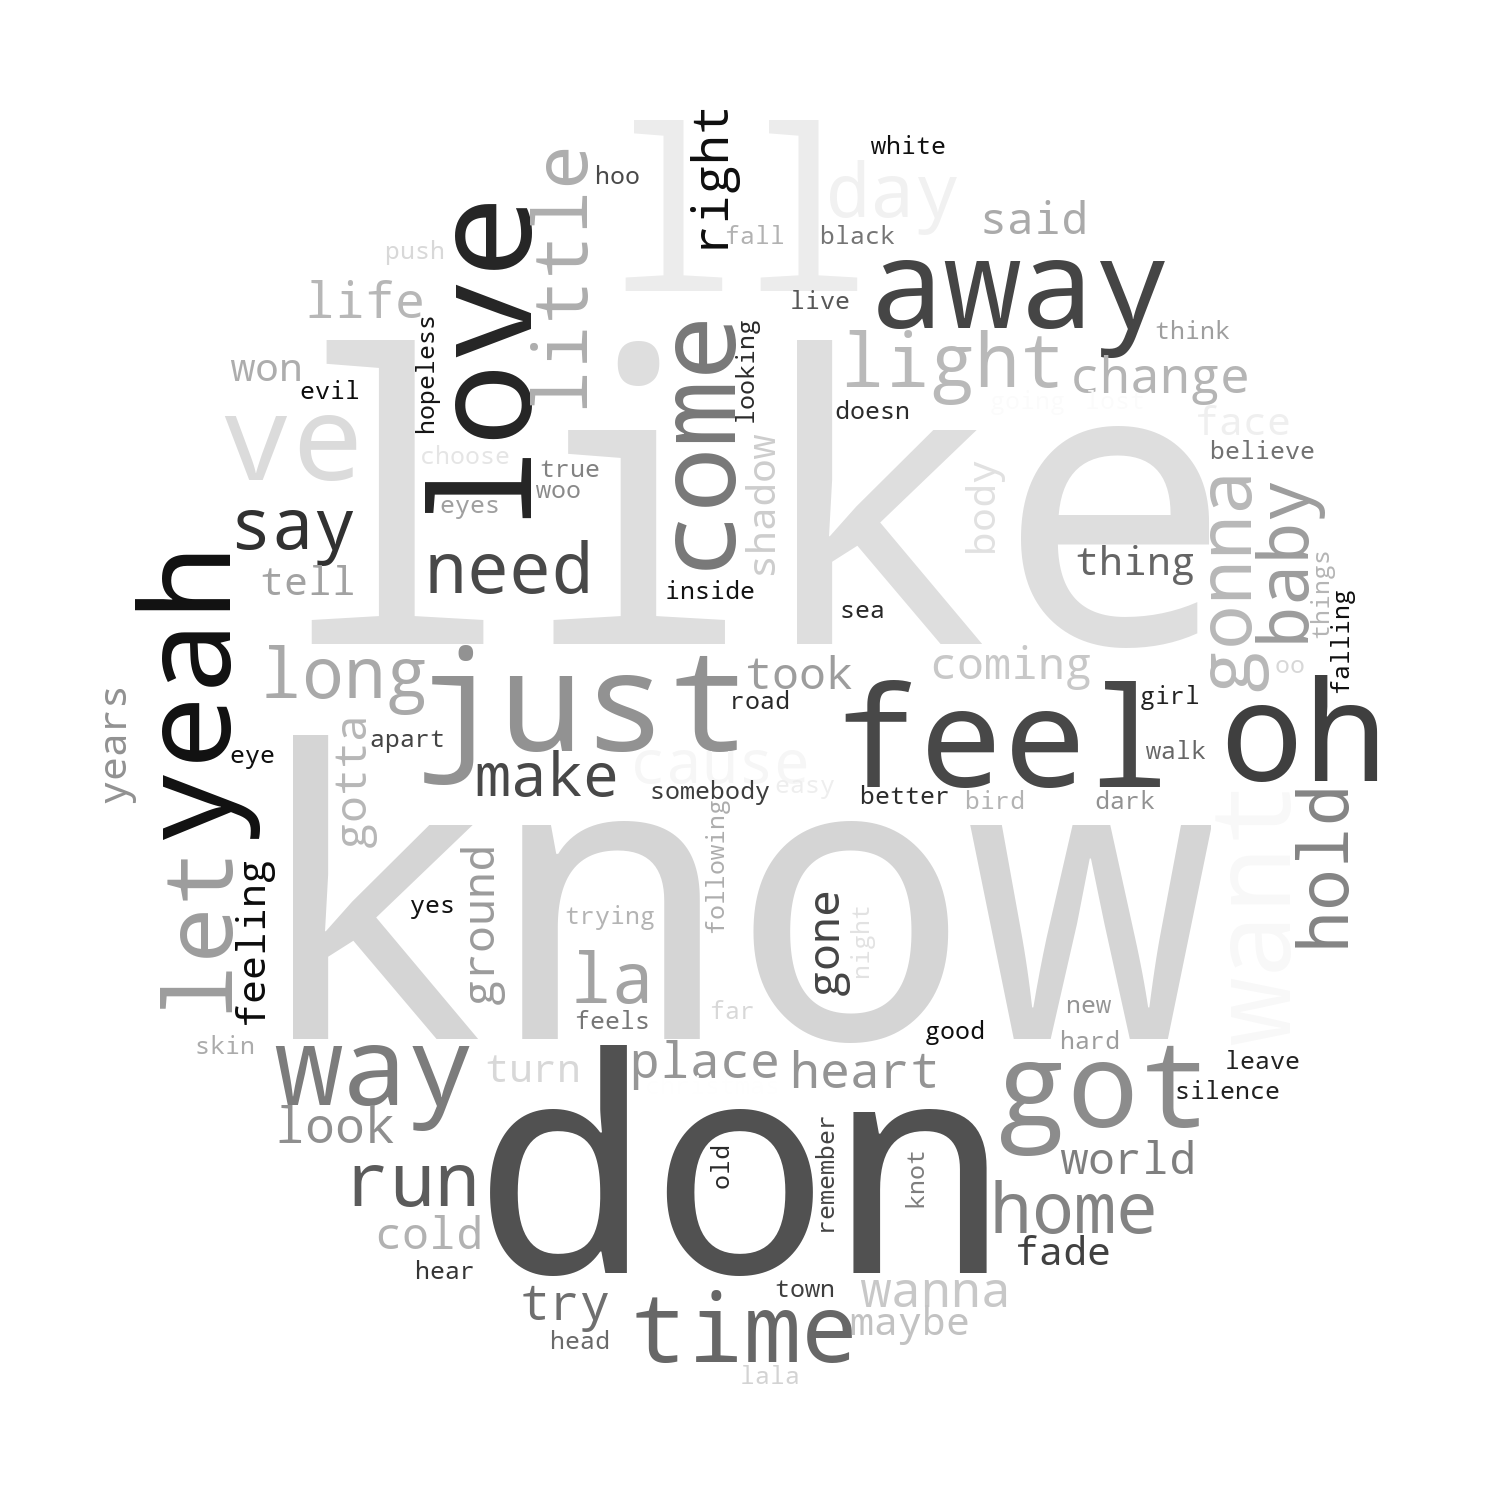 right
ll
white
hoo
little
day
said
love
push
fall
black
away
life
live
think
hopeless
come
looking
light
change
won
evil
like
doesn
going
lost
face
ve
choose
true
woo
eyes
shadow
body
believe
gonna
baby
say
need
thing
tell
inside
sea
things
falling
yeah
long
just
took
coming
oo
road
feel
girl
oh
years
eye
gotta
apart
make
cause
somebody
easy
better
walk
bird
dark
want
hold
let
feeling
know
yes
ground
trying
following
la
gone
night
feels
far
new
good
hard
skin
way
turn
place
heart
got
leave
silence
look
don
old
remember
knot
world
run
home
cold
fade
hear
try
town
wanna
time
maybe
head
lala